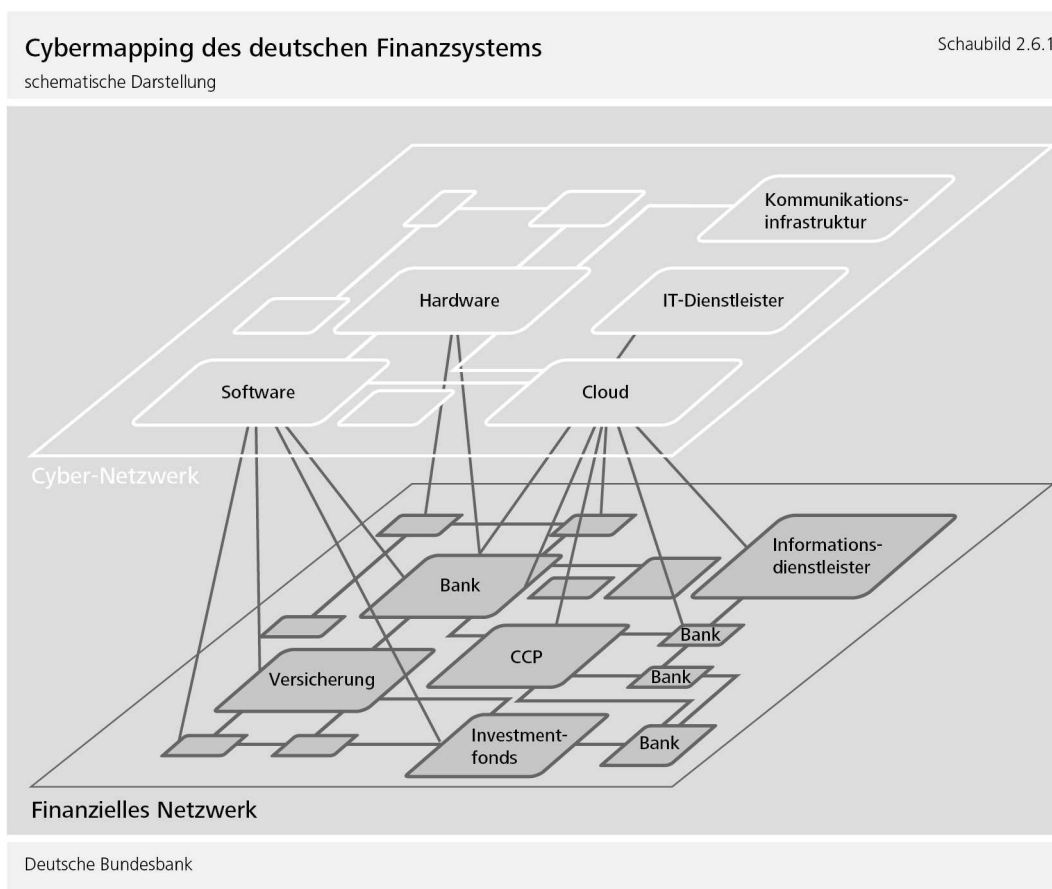 Cybermapping des deutschen Finanzsystems
Schaubild 2.6.1
schematische Darstellung
Kommunikations-
infrastruktur
Hardware
IT-Dienstleister
Software
Cloud
Cyber-Netzwerk
Informations-
dienstleister
Bank
Bank
CCP
Versicherung
Bank
Investment-
fonds
Bank
Finanzielles Netzwerk
Deutsche Bundesbank